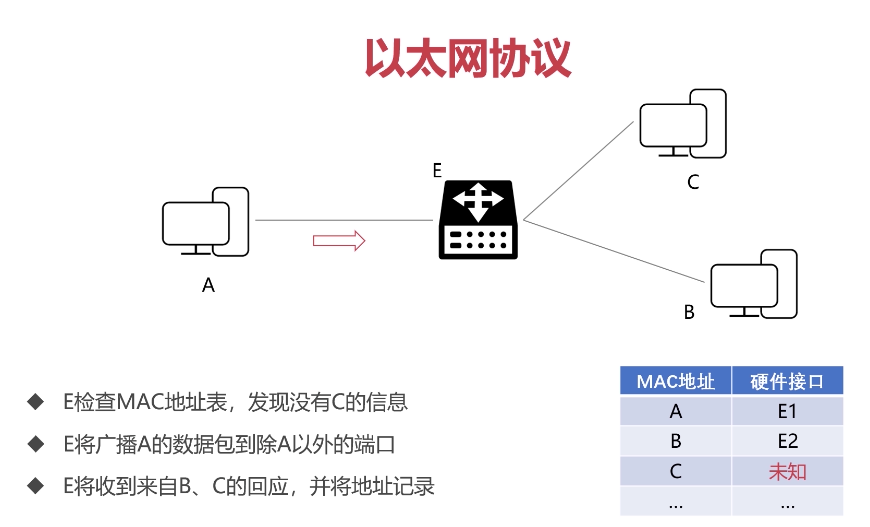 以太网协议
E
C
A
B
E检查MAC地址表，发现没有C的信息
E将广播A的数据包到除A以外的端口
E将收到来自B、C的回应，并将地址记录
MAC地址 硬件接口
A E1
B E2
C 未知
... ...